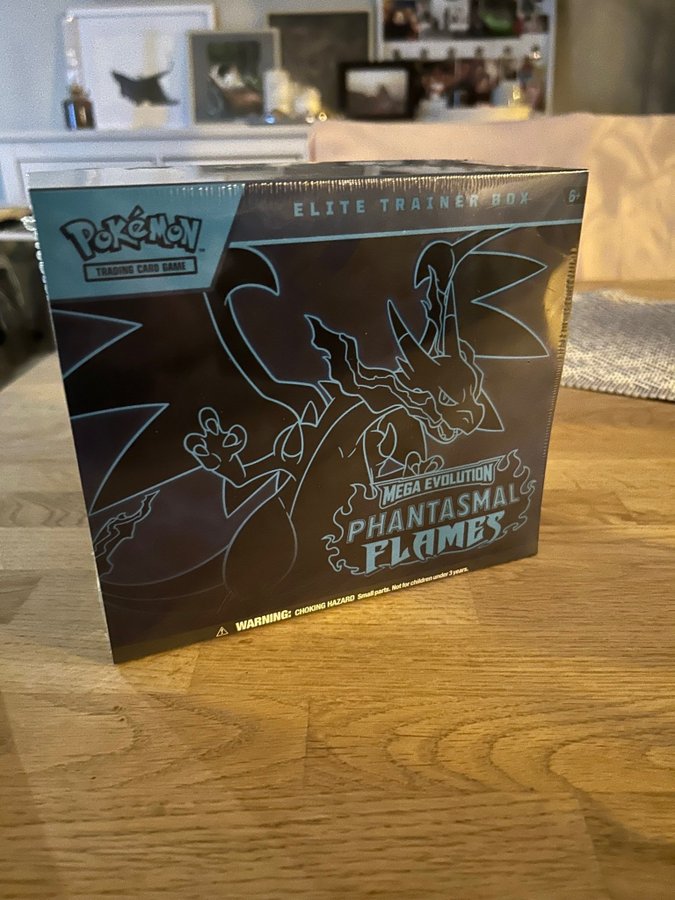 ELITE TRAINER BOX
6+
POKéMON
TRADING CARD GAME
MEGA EVOLUTION
PHANTASMAL
FLAMES
WARNING: CHOKING HAZARD Small parts. Not for children under 3 years.